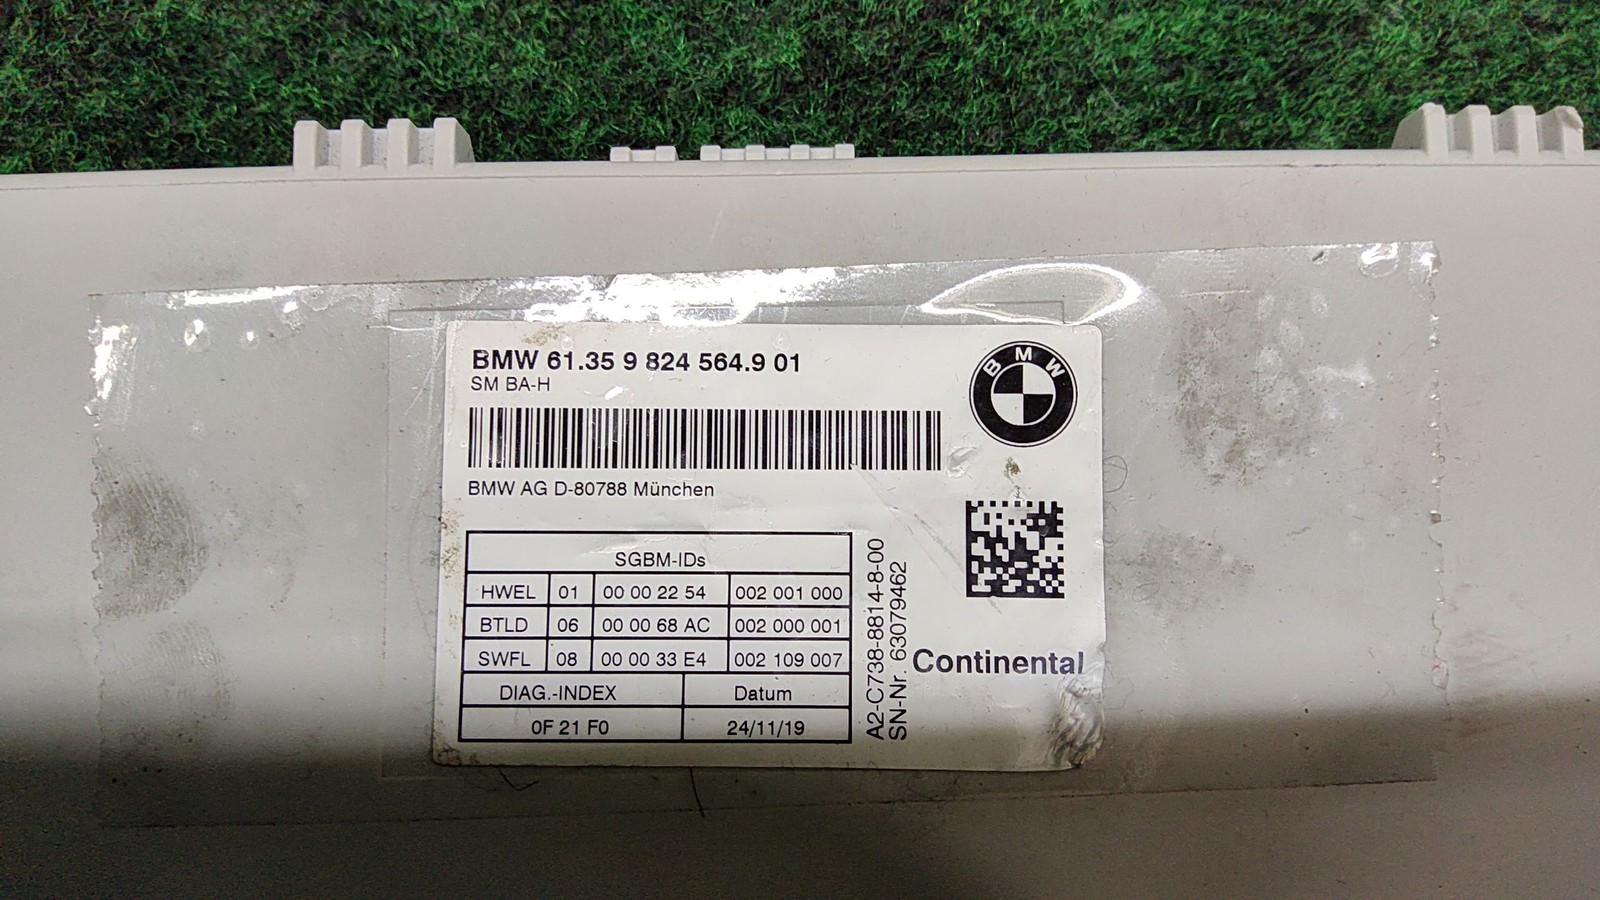 BMW 61.35 9 824 564.9 01
SM BA-H
BMW
BMW AG D-80788 München
SGBM-IDs
HWEL 01 00 00 22 54 002 001 000
BTLD 06 00 00 68 AC 002 000 001
SWFL 08 00 00 33 E4 002 109 007
DIAG.-INDEX Datum
0F 21 F0 24/11/19
A2-C738-8814-8-00
SN-Nr. 63079462
Continental